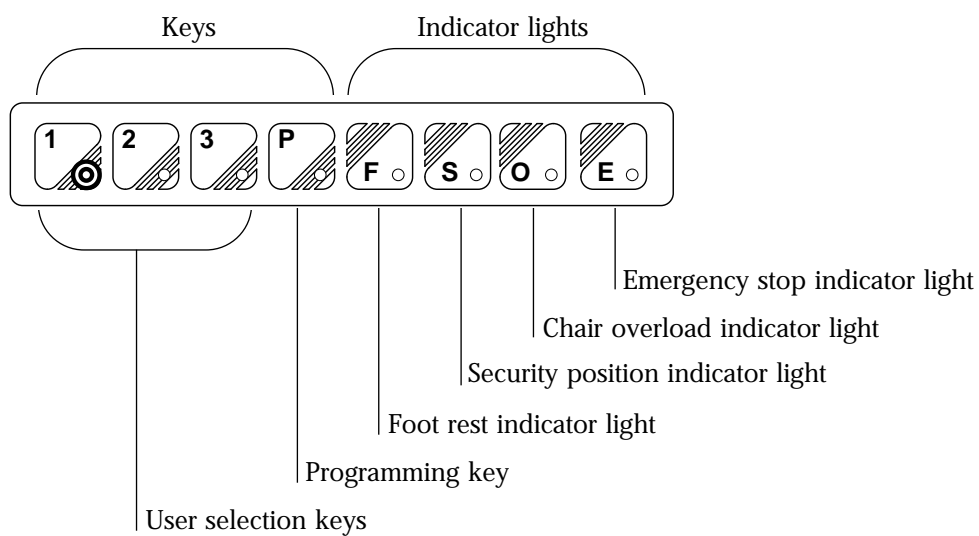 Keys Indicator lights
1 2 3 P F S O E
Emergency stop indicator light
Chair overload indicator light
Security position indicator light
Foot rest indicator light
Programming key
User selection keys